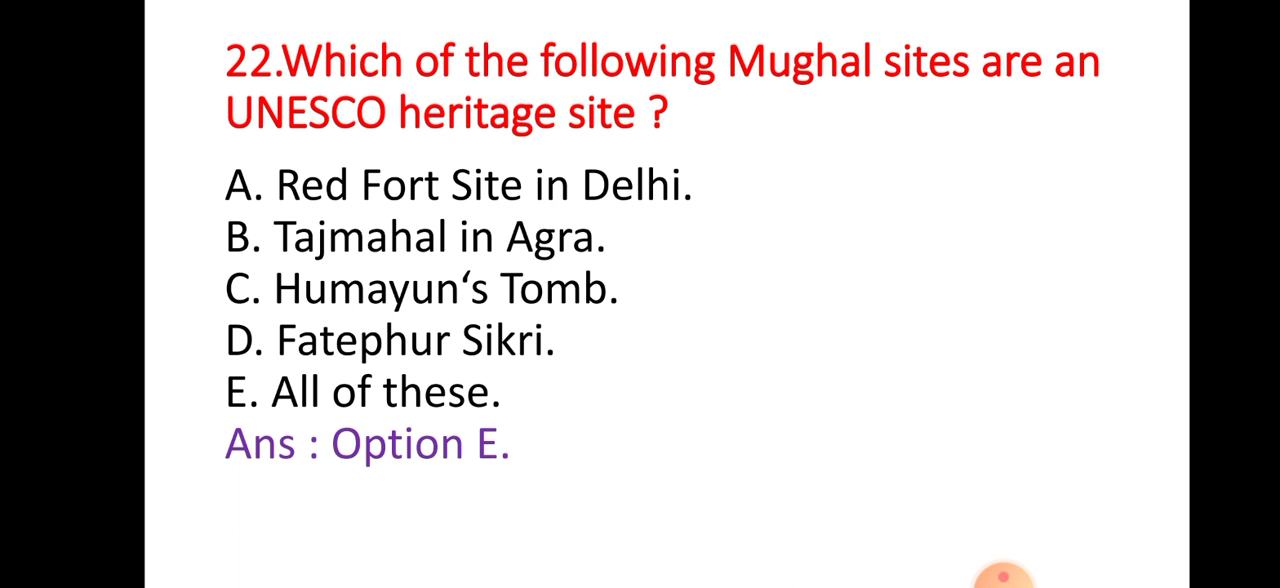 22.Which of the following Mughal sites are an
UNESCO heritage site ?
A. Red Fort Site in Delhi.
B. Tajmahal in Agra.
C. Humayun‘s Tomb.
D. Fatephur Sikri.
E. All of these.
Ans : Option E.